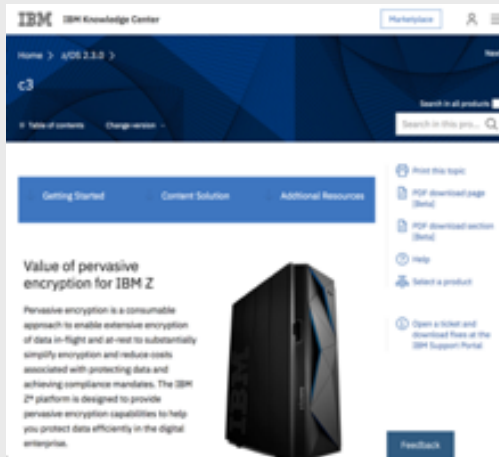 IBM IBM Knowledge Center Marketplace
Home > z/OS 2.3.0 > 
c3
Search in all products
Table of contents Change version
Search in this pro...
Getting Started Content Solution Additional Resources
Print this topic
PDF download page
[Beta]
PDF download section
[Beta]
Help
Select a product
Open a ticket and
download fixes at the
IBM Support Portal
Value of pervasive
encryption for IBM Z
Pervasive encryption is a consumable
approach to enable extensive encryption
of data in-flight and at-rest to substantially
simplify encryption and reduce costs
associated with protecting data and
achieving compliance mandates. The IBM
Z® platform is designed to provide
pervasive encryption capabilities to help
you protect data efficiently in the digital
enterprise.
IBM
Feedback